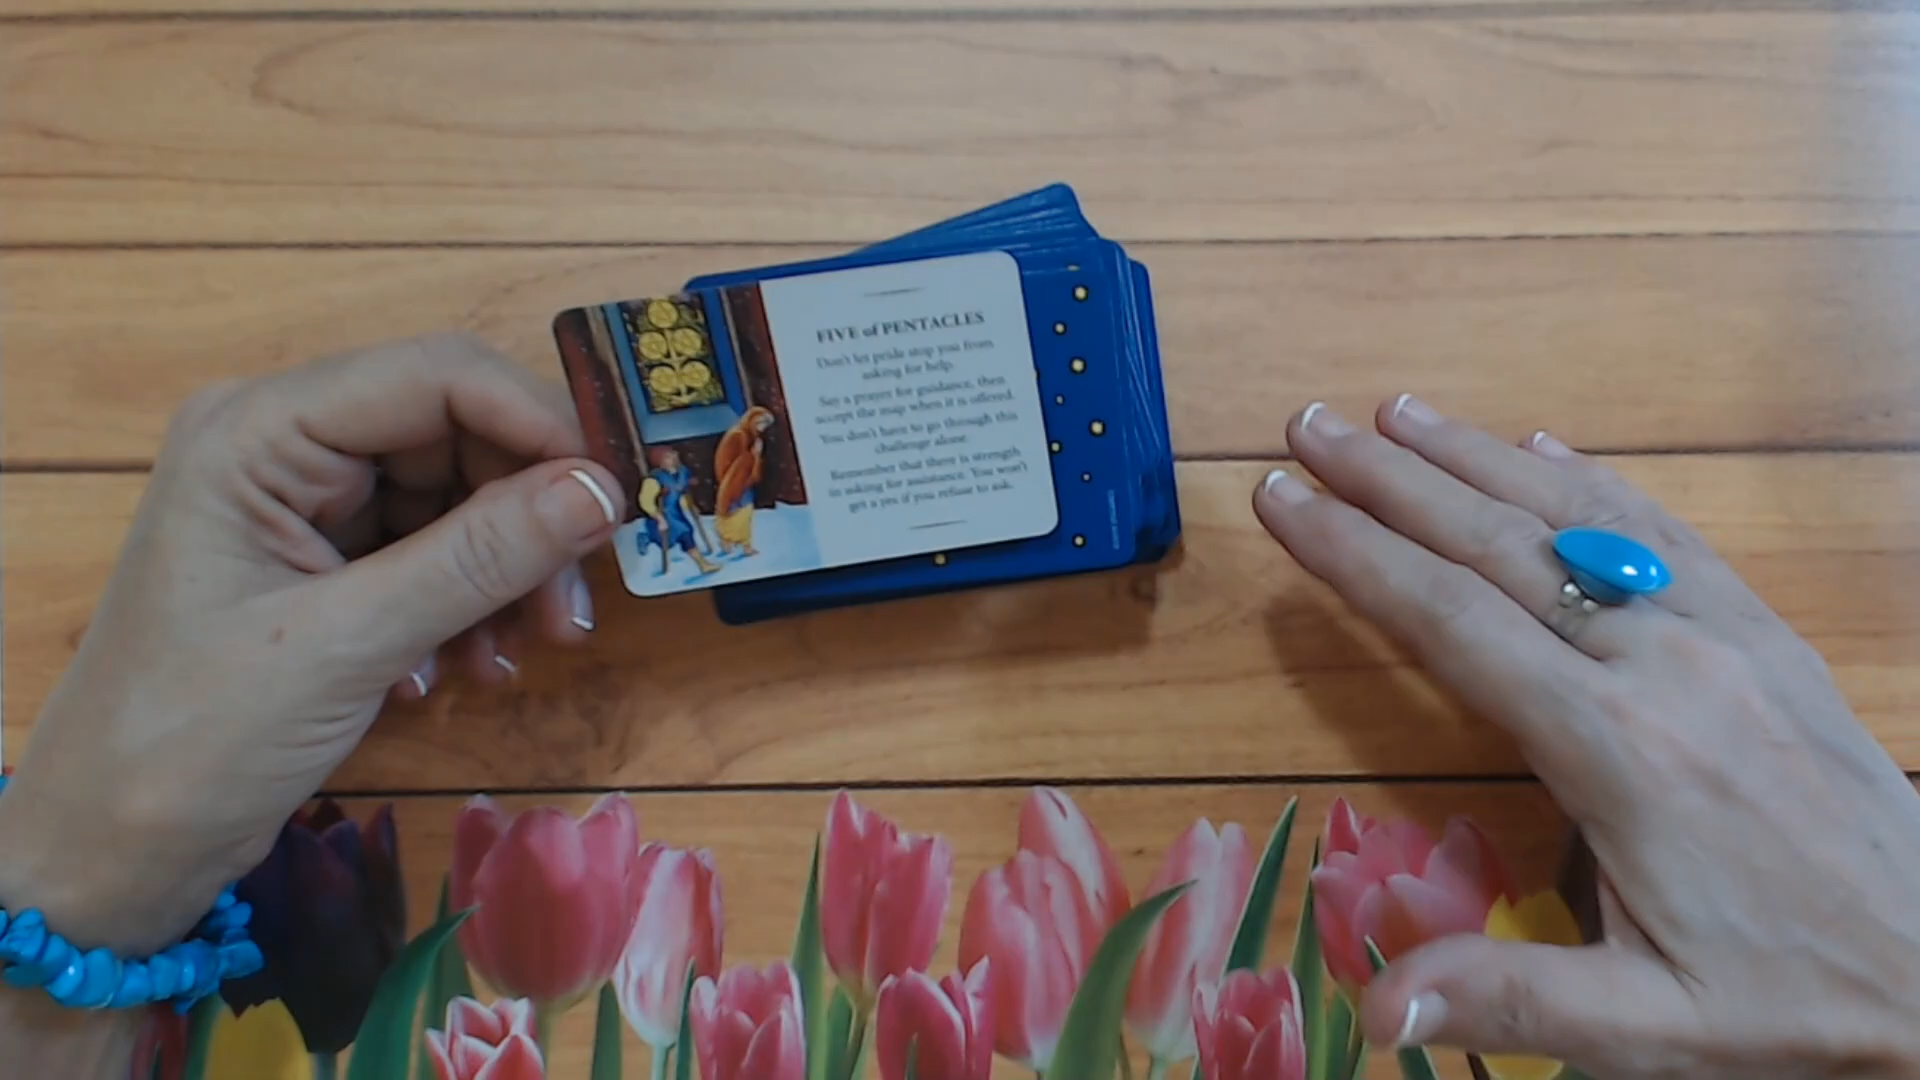 FIVE of PENTACLES
Don't let pride stop you from
asking for help.
Say a prayer for guidance, then
accept the map when it is offered.
You don't have to go through this
challenge alone.
Remember that there is strength
in asking for assistance. You won't
get a yes if you refuse to ask.